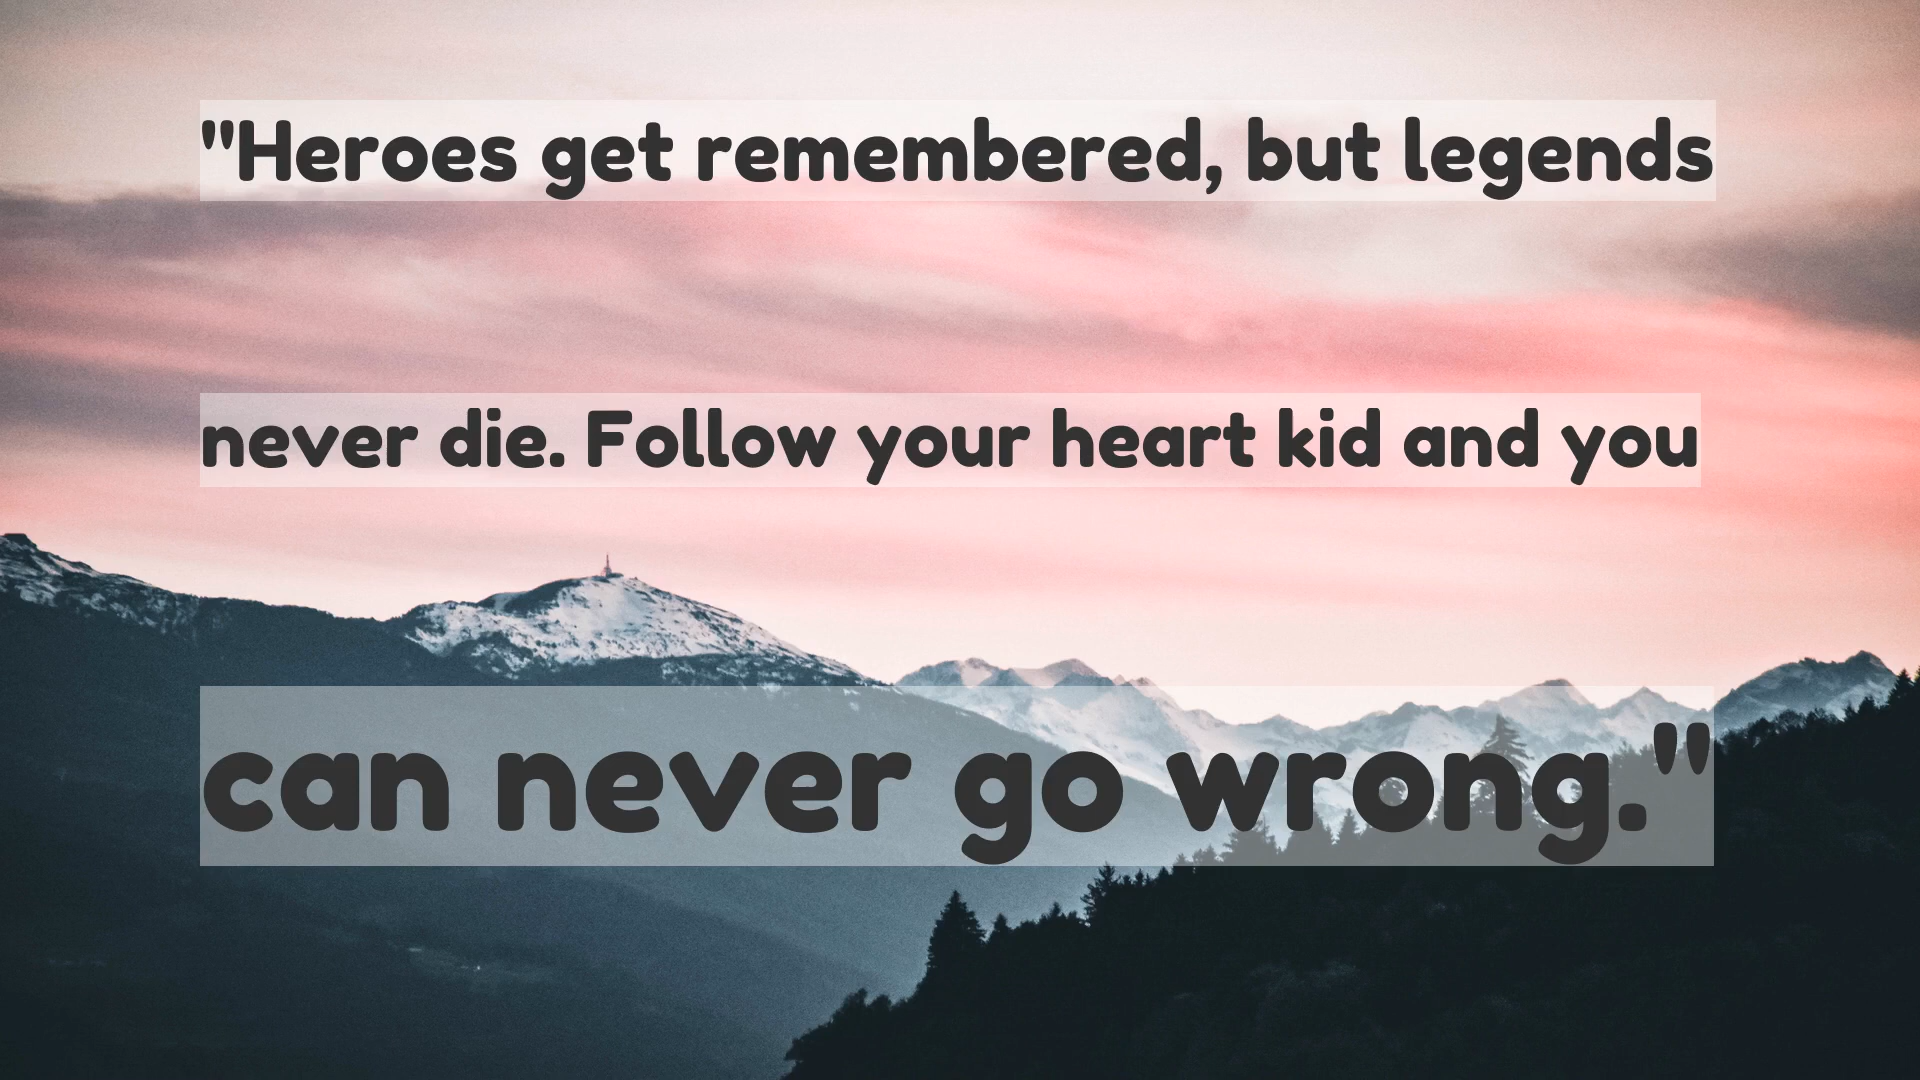 "Heroes get remembered, but legends
never die. Follow your heart kid and you
can never go wrong."